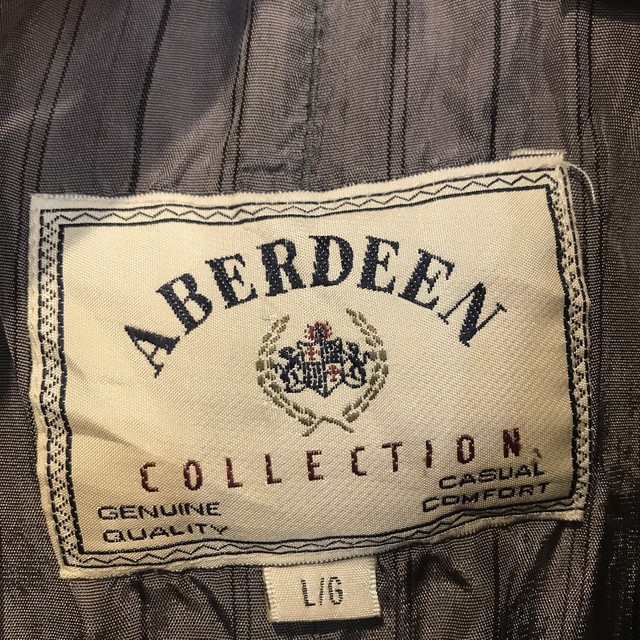 ABERDEEN
COLLECTION
GENUINE
QUALITY
CASUAL
COMFORT
L/G